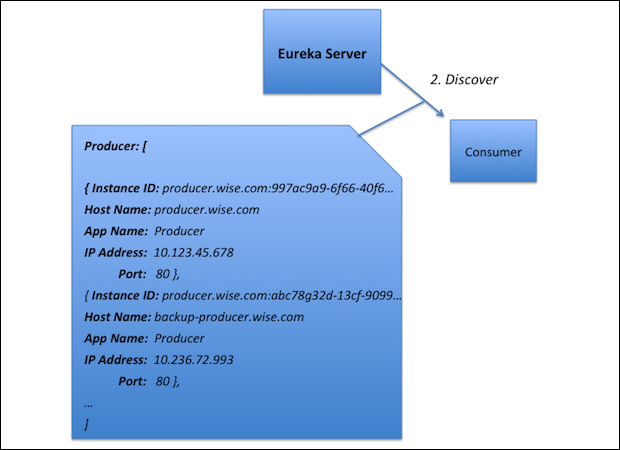 Eureka Server
2. Discover
Consumer
Producer: [
{ Instance ID: producer.wise.com:997ac9a9-6f66-40f6…
Host Name: producer.wise.com
App Name: Producer
IP Address: 10.123.45.678
Port: 80 },
{ Instance ID: producer.wise.com:abc78g32d-13cf-9099…
Host Name: backup-producer.wise.com
App Name: Producer
IP Address: 10.236.72.993
Port: 80 },
…
]